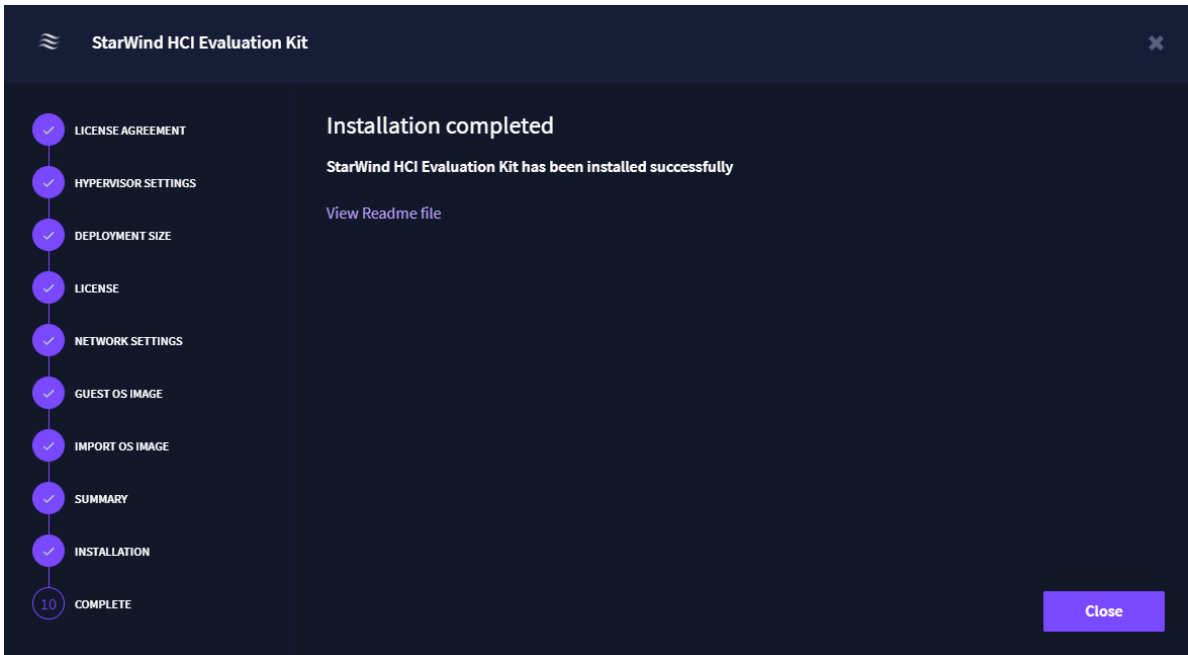 StarWind HCI Evaluation Kit
LICENSE AGREEMENT
HYPERVISOR SETTINGS
DEPLOYMENT SIZE
LICENSE
NETWORK SETTINGS
GUEST OS IMAGE
IMPORT OS IMAGE
SUMMARY
INSTALLATION
10 COMPLETE
Installation completed
StarWind HCI Evaluation Kit has been installed successfully
View Readme file
Close